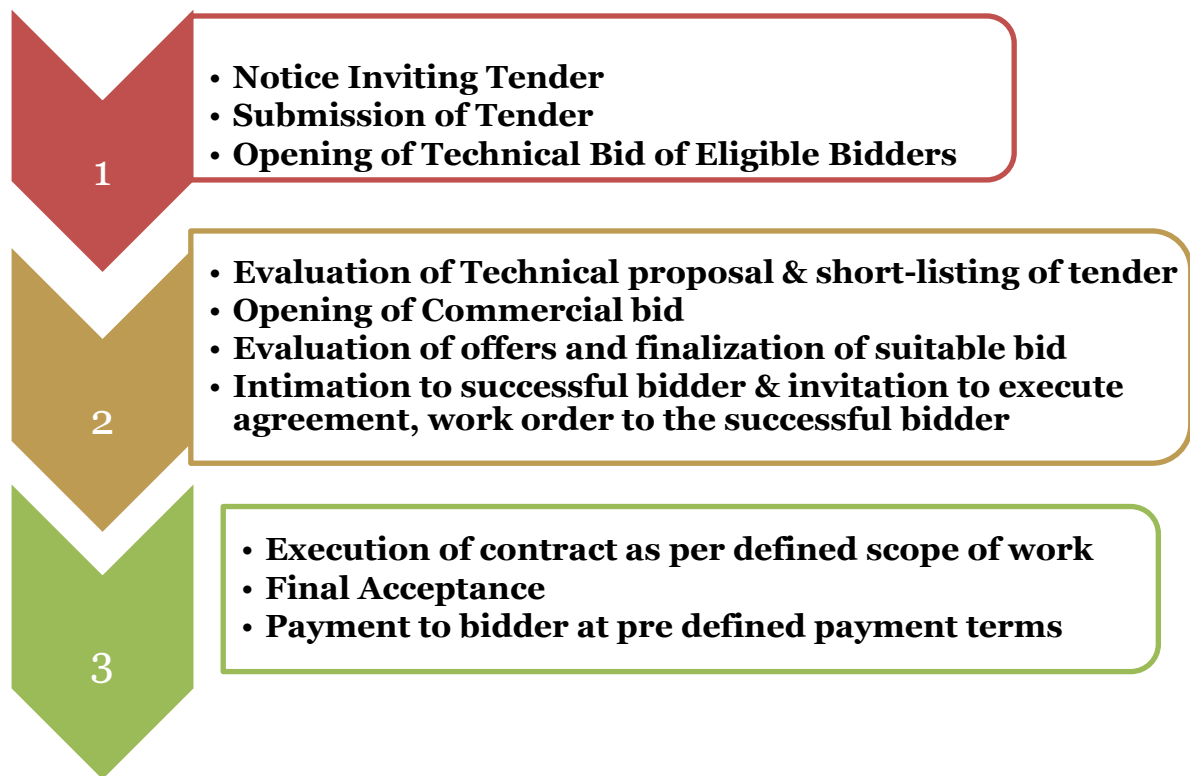 1
• Notice Inviting Tender
• Submission of Tender
• Opening of Technical Bid of Eligible Bidders
2
• Evaluation of Technical proposal & short-listing of tender
• Opening of Commercial bid
• Evaluation of offers and finalization of suitable bid
• Intimation to successful bidder & invitation to execute
agreement, work order to the successful bidder
3
• Execution of contract as per defined scope of work
• Final Acceptance
• Payment to bidder at pre defined payment terms